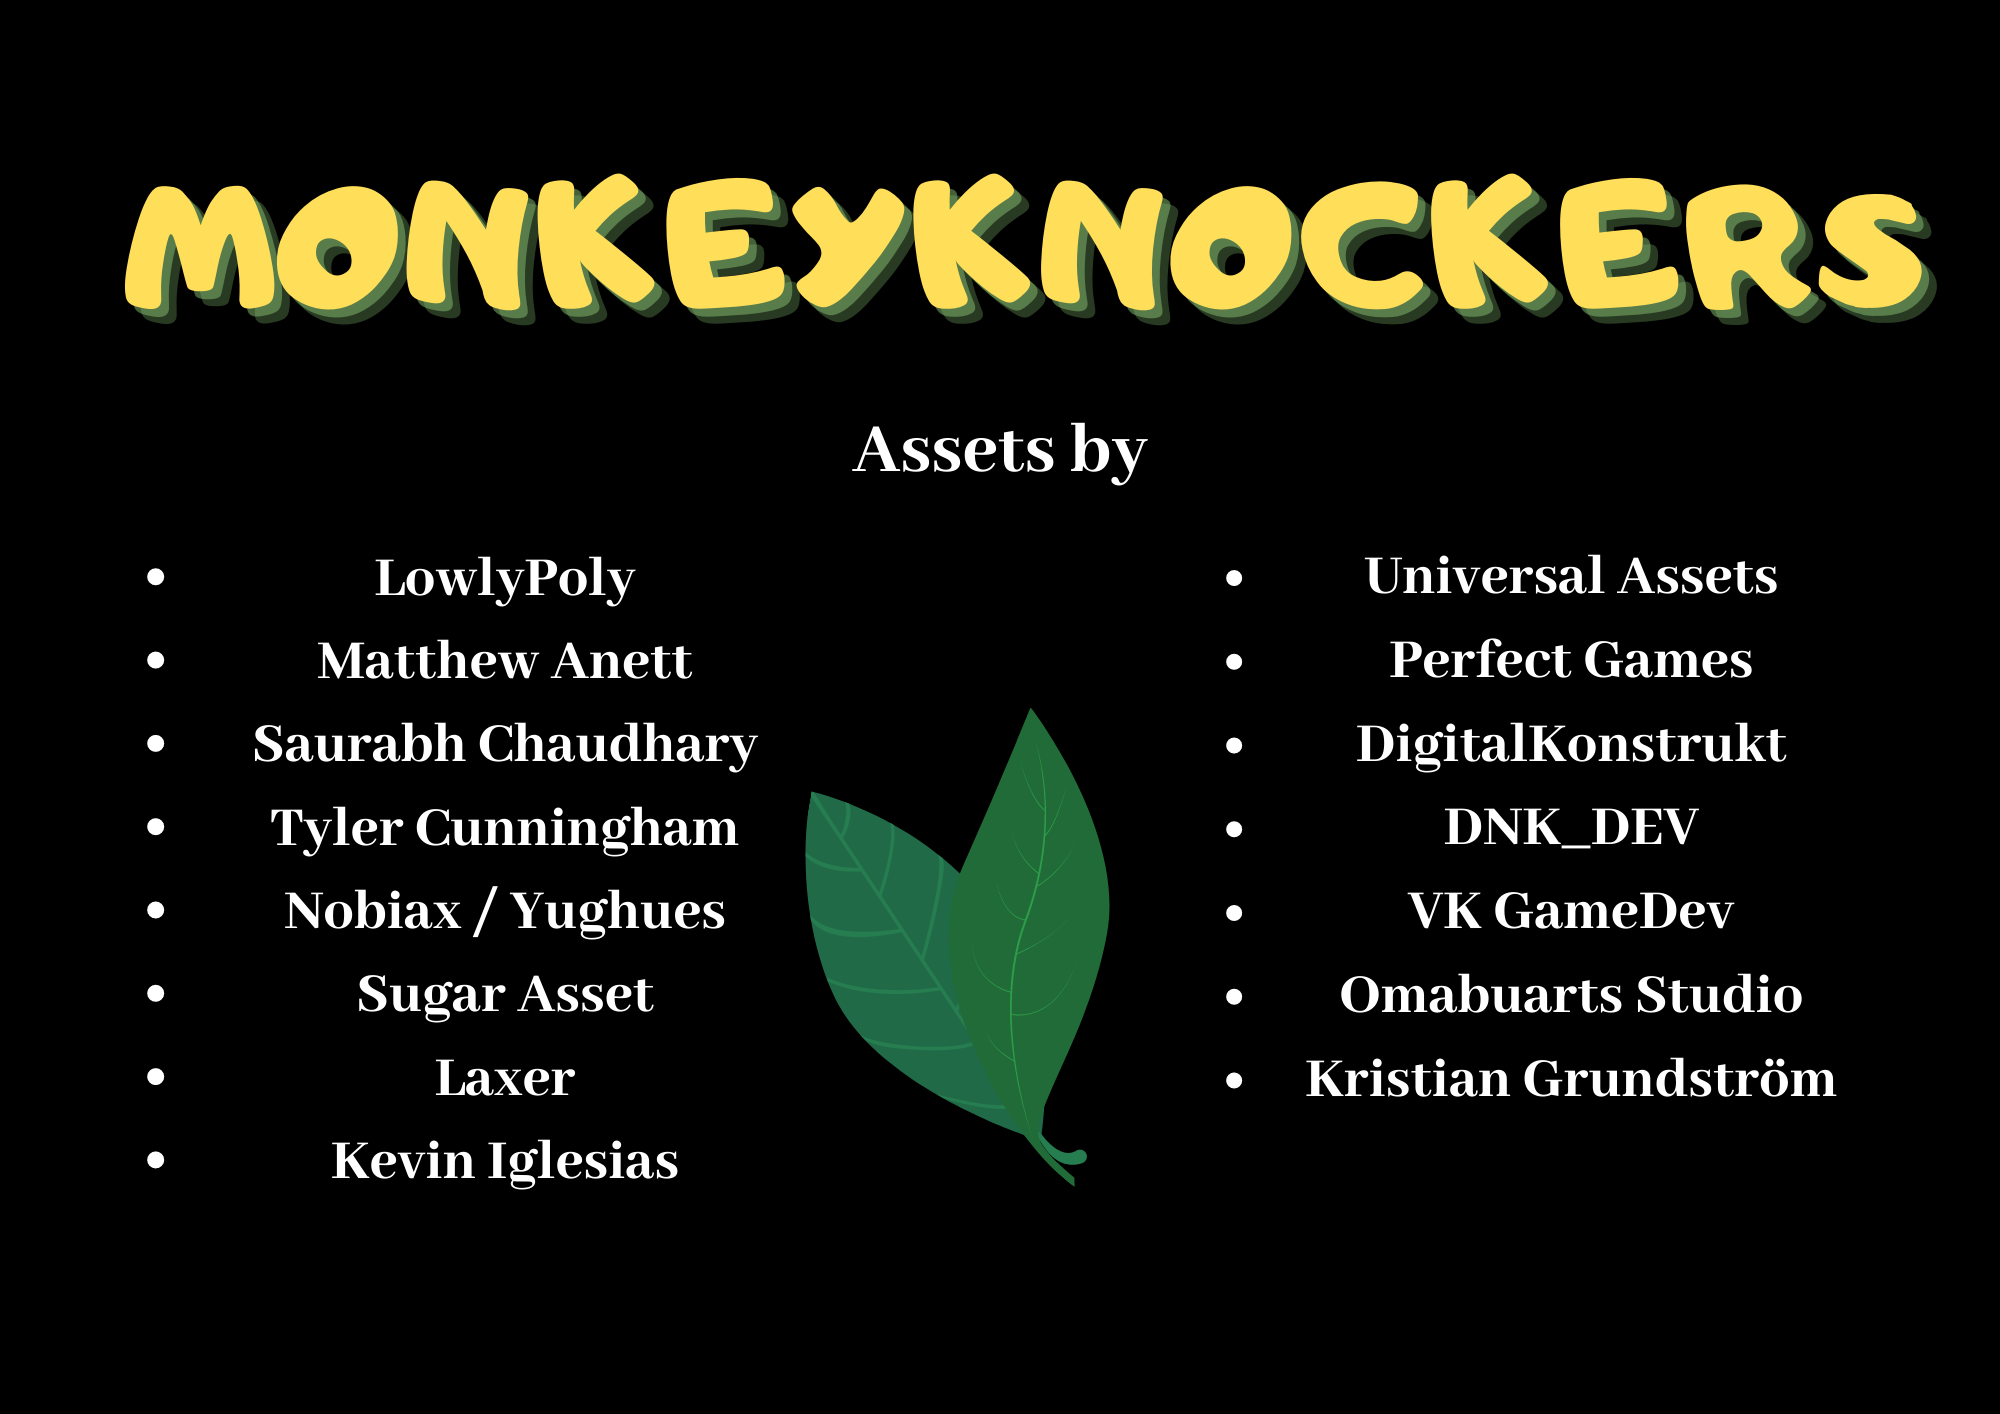 MONKEYKNOCKERS
Assets by
• LowlyPoly
• Matthew Anett
• Saurabh Chaudhary
• Tyler Cunningham
• Nobiax / Yughues
• Sugar Asset
• Laxer
• Kevin Iglesias
• Universal Assets
• Perfect Games
• DigitalKonstrukt
• DNK_DEV
• VK GameDev
• Omabuarts Studio
• Kristian Grundström